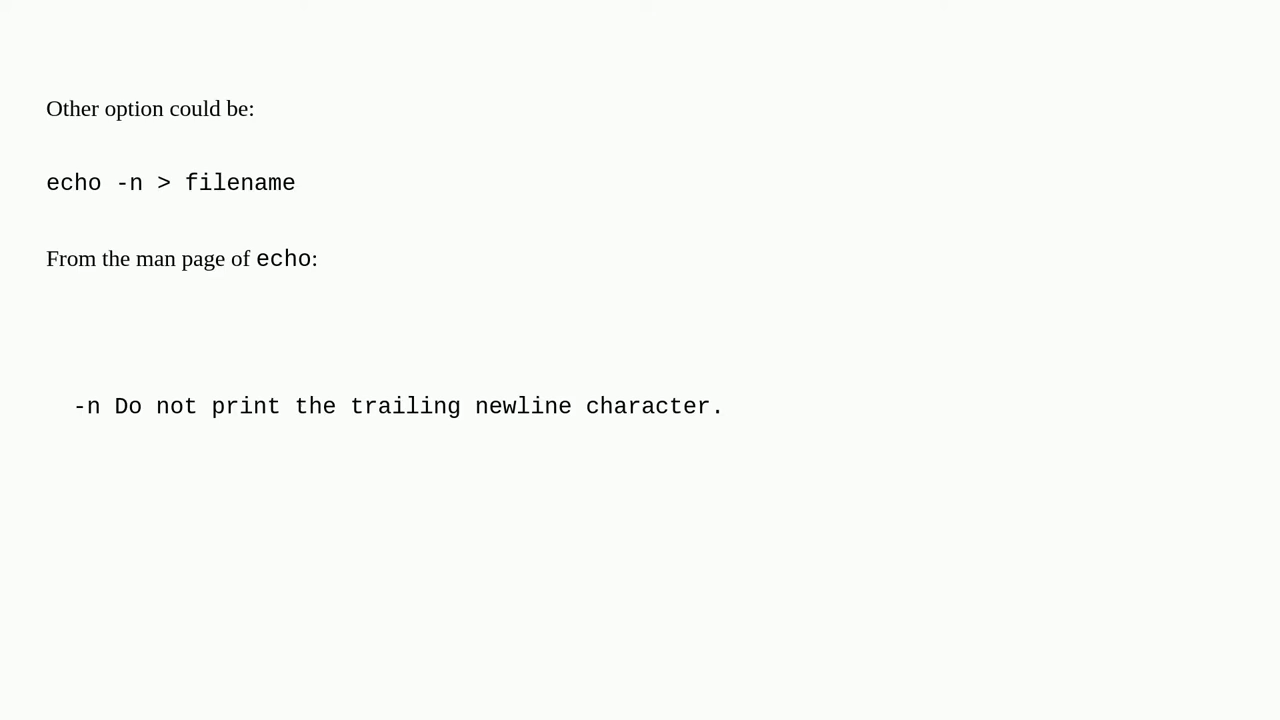 Other option could be:
echo -n > filename
From the man page of echo:
-n Do not print the trailing newline character.